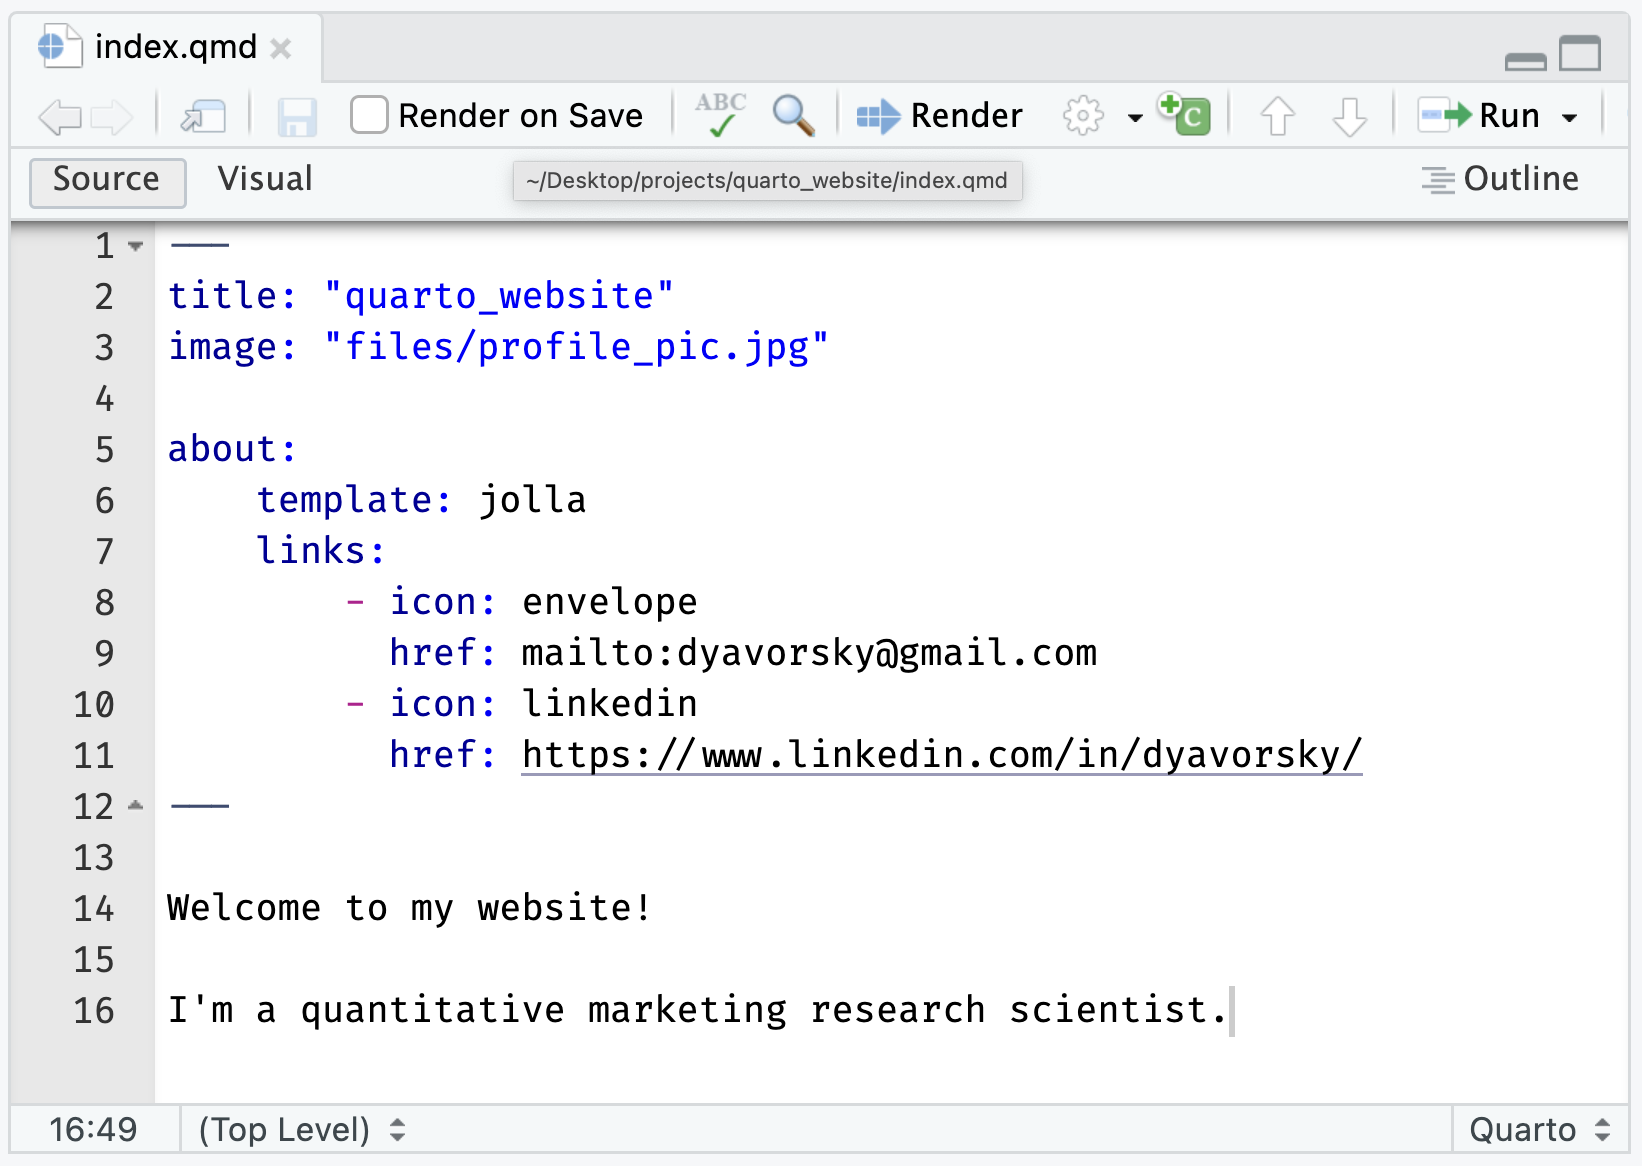 index.qmd
Render on Save ABC Render C Run
Source Visual ~/Desktop/projects/quarto_website/index.qmd Outline
1 ---
2 title: "quarto_website"
3 image: "files/profile_pic.jpg"
4
5 about:
6     template: jolla
7     links:
8         - icon: envelope
9           href: mailto:dyavorsky@gmail.com
10         - icon: linkedin
11           href: https://www.linkedin.com/in/dyavorsky/
12 ---
13
14 Welcome to my website!
15
16 I'm a quantitative marketing research scientist.
16:49 (Top Level) Quarto